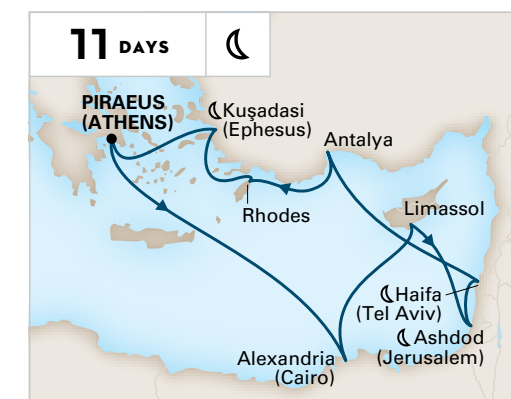 11 DAYS
PIRAEUS
(ATHENS)
Kuşadasi
(Ephesus)
Antalya
Rhodes
Limassol
Haifa
(Tel Aviv)
Ashdod
(Jerusalem)
Alexandria
(Cairo)